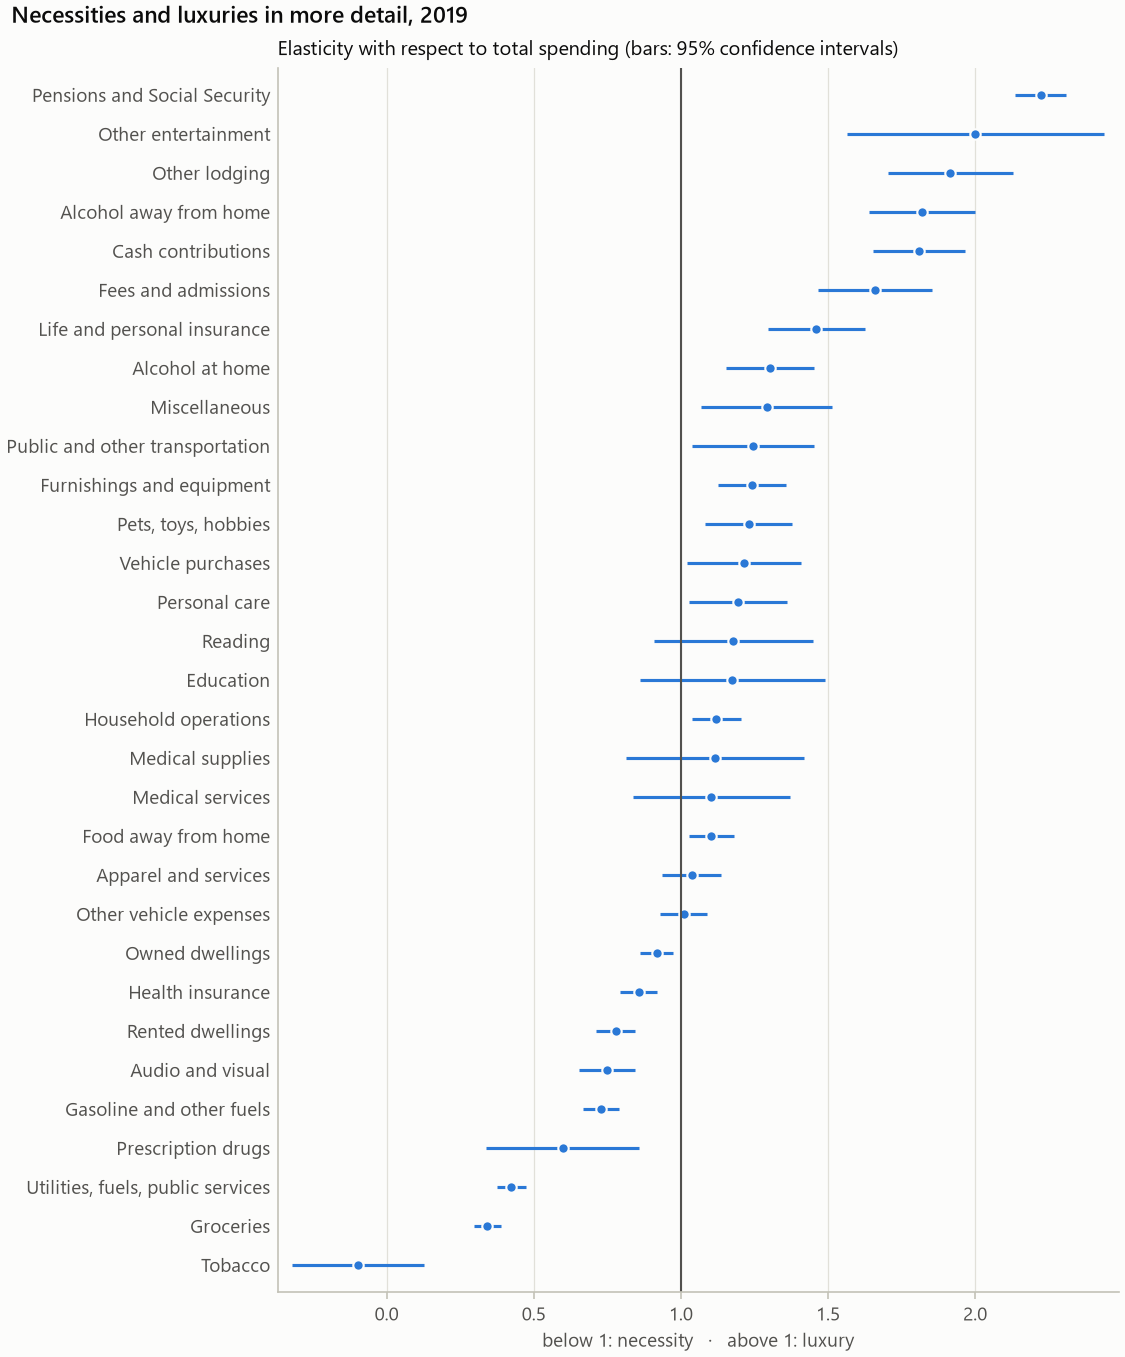 Necessities and luxuries in more detail, 2019
Elasticity with respect to total spending (bars: 95% confidence intervals)
Pensions and Social Security
Other entertainment
Other lodging
Alcohol away from home
Cash contributions
Fees and admissions
Life and personal insurance
Alcohol at home
Miscellaneous
Public and other transportation
Furnishings and equipment
Pets, toys, hobbies
Vehicle purchases
Personal care
Reading
Education
Household operations
Medical supplies
Medical services
Food away from home
Apparel and services
Other vehicle expenses
Owned dwellings
Health insurance
Rented dwellings
Audio and visual
Gasoline and other fuels
Prescription drugs
Utilities, fuels, public services
Groceries
Tobacco
0.0 0.5 1.0 1.5 2.0
below 1: necessity · above 1: luxury